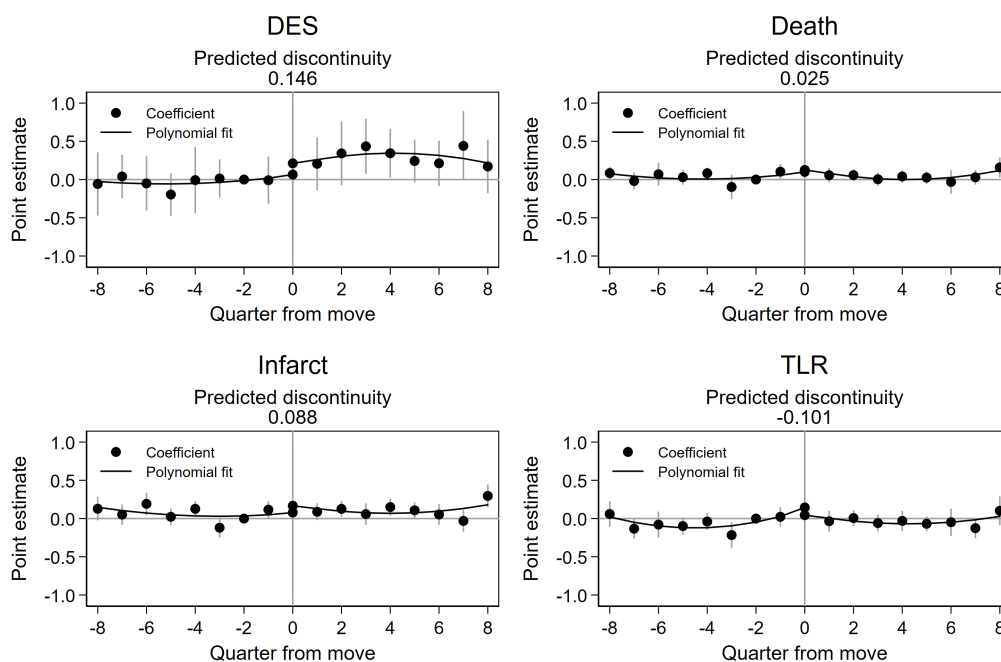 DES
Predicted discontinuity
0.146
Coefficient
Polynomial fit
1.0
0.5
0.0
-0.5
-1.0
Point estimate
-8 -6 -4 -2 0 2 4 6 8
Quarter from move
Death
Predicted discontinuity
0.025
Coefficient
Polynomial fit
1.0
0.5
0.0
-0.5
-1.0
Point estimate
-8 -6 -4 -2 0 2 4 6 8
Quarter from move
Infarct
Predicted discontinuity
0.088
Coefficient
Polynomial fit
1.0
0.5
0.0
-0.5
-1.0
Point estimate
-8 -6 -4 -2 0 2 4 6 8
Quarter from move
TLR
Predicted discontinuity
-0.101
Coefficient
Polynomial fit
1.0
0.5
0.0
-0.5
-1.0
Point estimate
-8 -6 -4 -2 0 2 4 6 8
Quarter from move